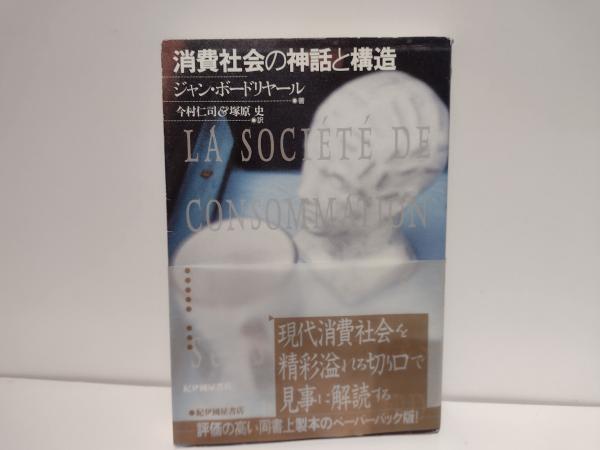 消費社会の神話と構造
ジャン・ボードリヤール
●著
今村仁司&塚原 史
●訳
LA SOCIÉTÉ DE
CONSOMMATION
現代消費社会を
精彩溢れる切り口で
見事に解読する
紀伊國屋書店
●紀伊國屋書店
評価の高い同書上製本のペーパーバック版!